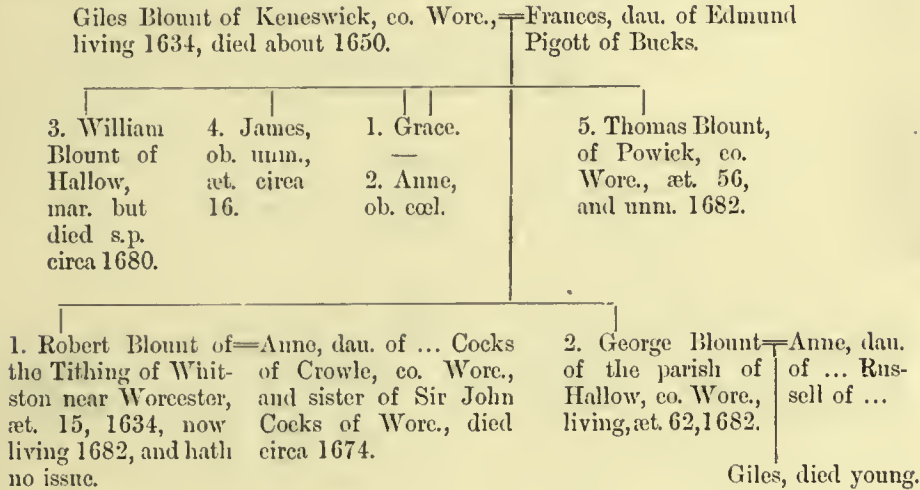 Giles Blount of Keneswick, co. Worc.,
living 1634, died about 1650.
Frances, dau. of Edmund
Pigott of Bucks.
3. William
Blount of
Hallow,
mar. but
died s.p.
circa 1680.
4. James,
ob. unm.,
æt. circa
16.
1. Grace.
—
2. Anne,
ob. cœl.
5. Thomas Blount,
of Powick, co.
Worc., æt. 56,
and unm. 1682.
1. Robert Blount of
the Tithing of Whit-
ston near Worcester,
æt. 15, 1634, now
living 1682, and hath
no issue.
Anne, dau. of ... Cocks
of Crowle, co. Worc.,
and sister of Sir John
Cocks of Worc., died
circa 1674.
2. George Blount
of the parish of
Hallow, co. Worc.,
living, æt. 62, 1682.
Anne, dau.
of ... Rus-
sell of ...
Giles, died young.